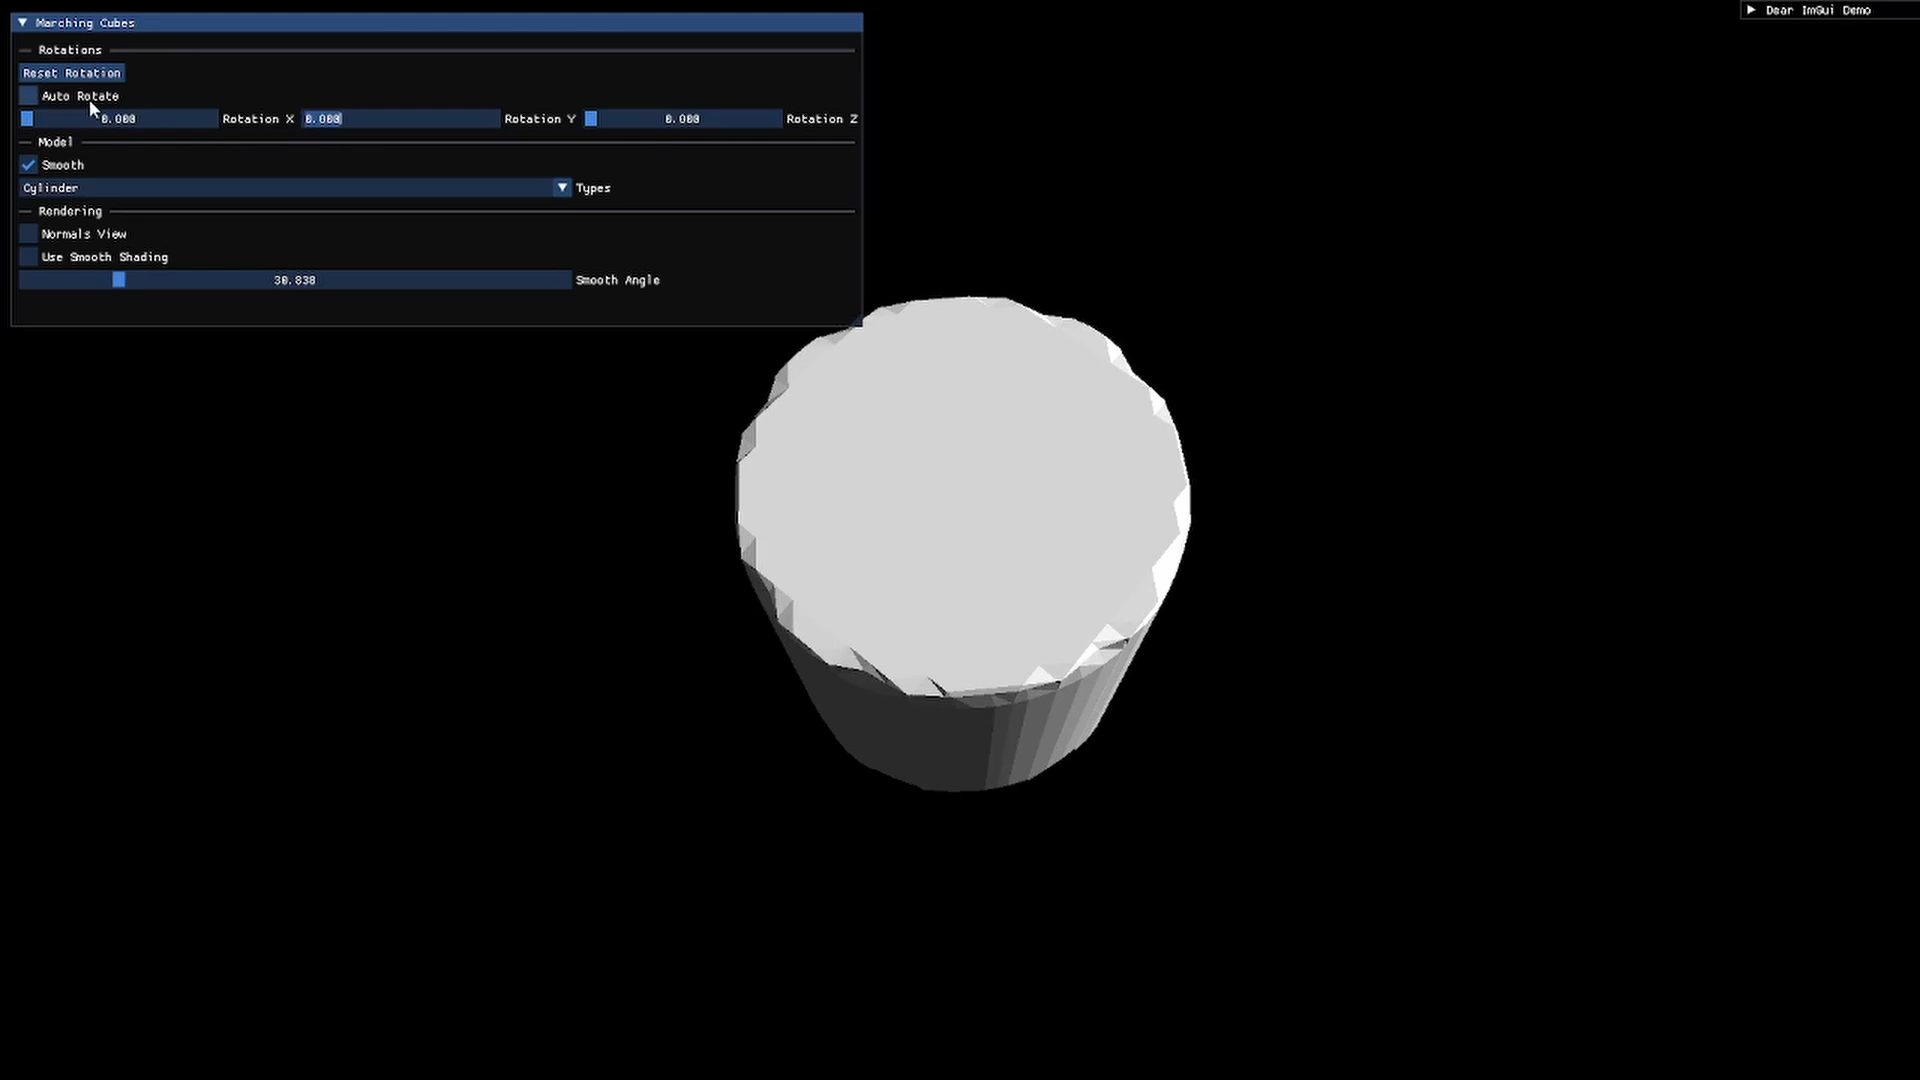 Marching Cubes
Dear ImGui Demo
Rotations
Reset Rotation
Auto Rotate
0.000 Rotation X 0.000 Rotation Y 0.000 Rotation Z
Model
Smooth
Cylinder Types
Rendering
Normals View
Use Smooth Shading
30.838 Smooth Angle